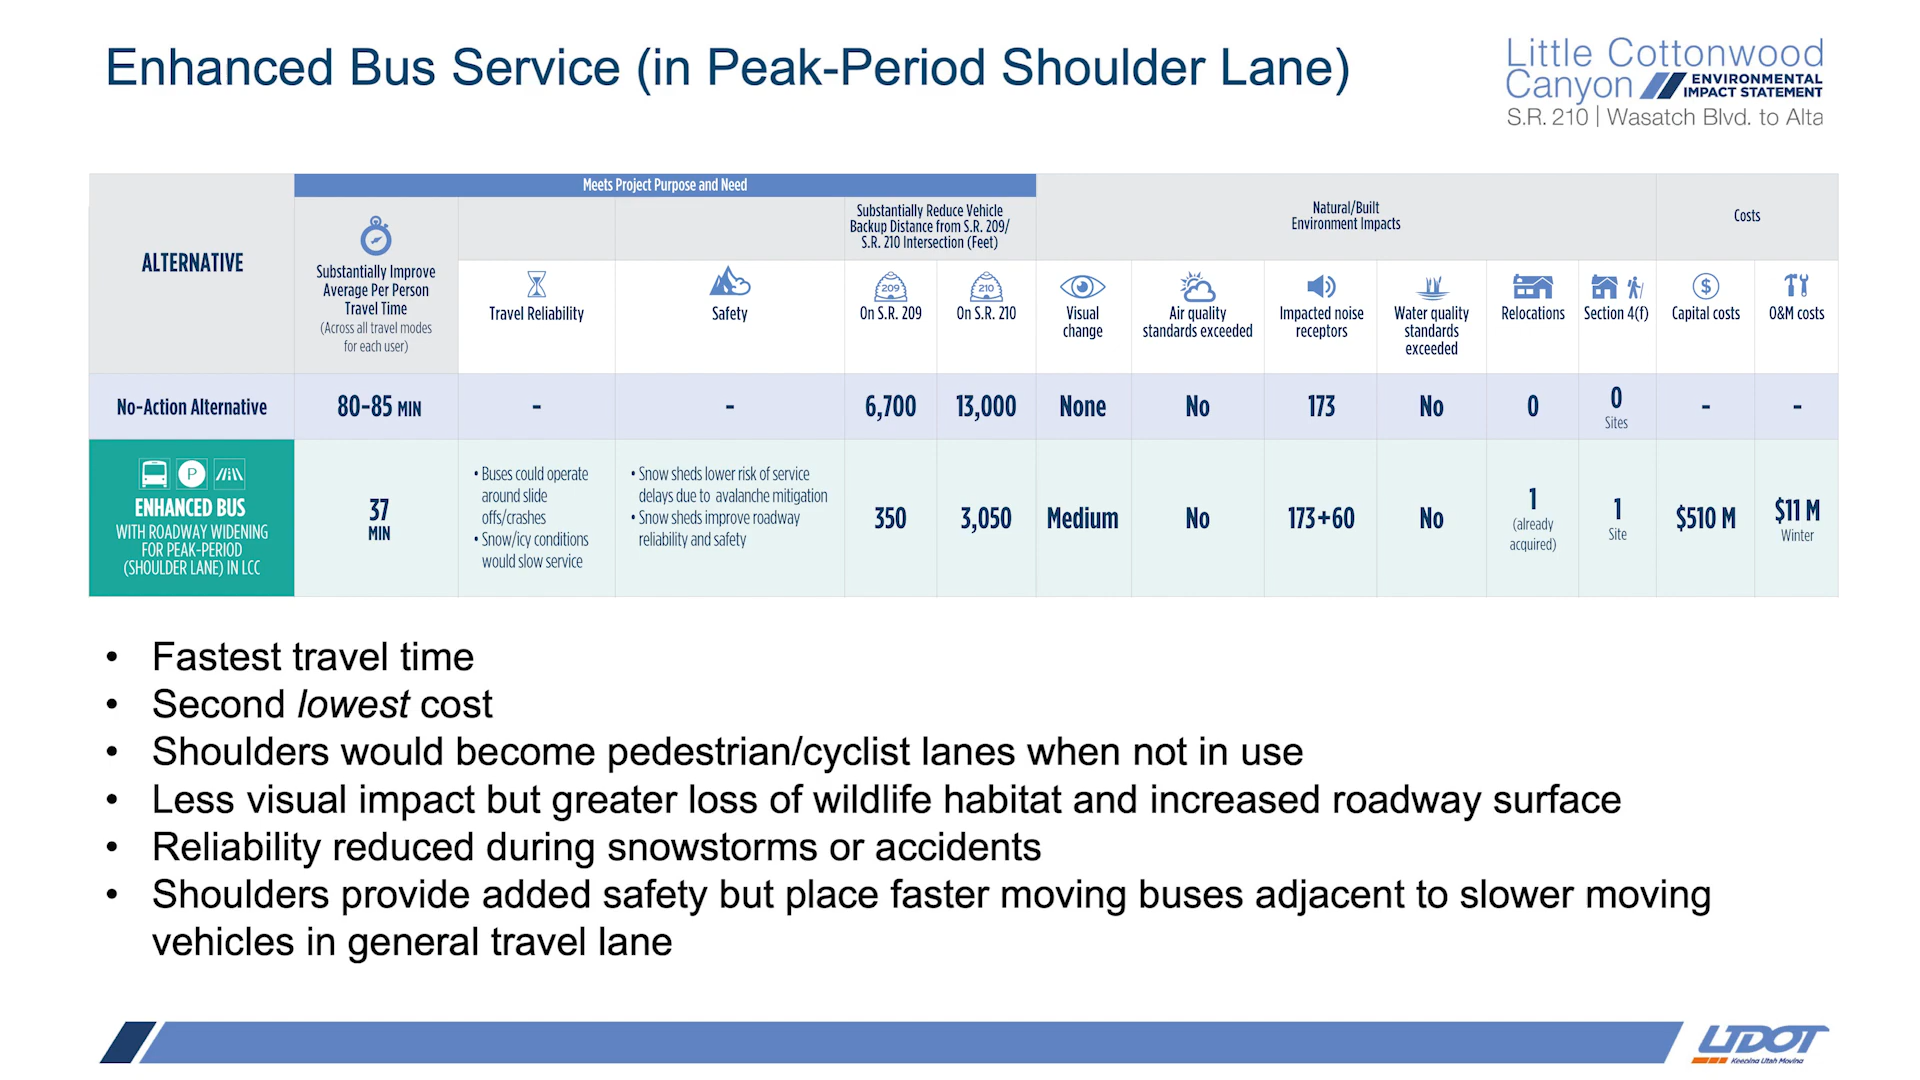 Enhanced Bus Service (in Peak-Period Shoulder Lane)
Little Cottonwood
Canyon ENVIRONMENTAL
IMPACT STATEMENT
S.R. 210 | Wasatch Blvd. to Alta
ALTERNATIVE
Meets Project Purpose and Need
Substantially Improve
Average Per Person
Travel Time
(Across all travel modes
for each user)
Travel Reliability
Safety
Substantially Reduce Vehicle
Backup Distance from S.R. 209/
S.R. 210 Intersection (Feet)
209
On S.R. 209
210
On S.R. 210
Natural/Built
Environment Impacts
Visual
change
Air quality
standards exceeded
Impacted noise
receptors
Water quality
standards
exceeded
Relocations
Section 4(f)
Costs
$
Capital costs
O&M costs
No-Action Alternative
80-85 MIN
-
-
6,700
13,000
None
No
173
No
0
0
Sites
-
-
P
ENHANCED BUS
WITH ROADWAY WIDENING
FOR PEAK-PERIOD
(SHOULDER LANE) IN LCC
37
MIN
• Buses could operate
around slide
offs/crashes
• Snow/icy conditions
would slow service
• Snow sheds lower risk of service
delays due to avalanche mitigation
• Snow sheds improve roadway
reliability and safety
350
3,050
Medium
No
173+60
No
1
(already
acquired)
1
Site
$510 M
$11 M
Winter
• Fastest travel time
• Second lowest cost
• Shoulders would become pedestrian/cyclist lanes when not in use
• Less visual impact but greater loss of wildlife habitat and increased roadway surface
• Reliability reduced during snowstorms or accidents
• Shoulders provide added safety but place faster moving buses adjacent to slower moving
vehicles in general travel lane
UDOT
Keeping Utah Moving